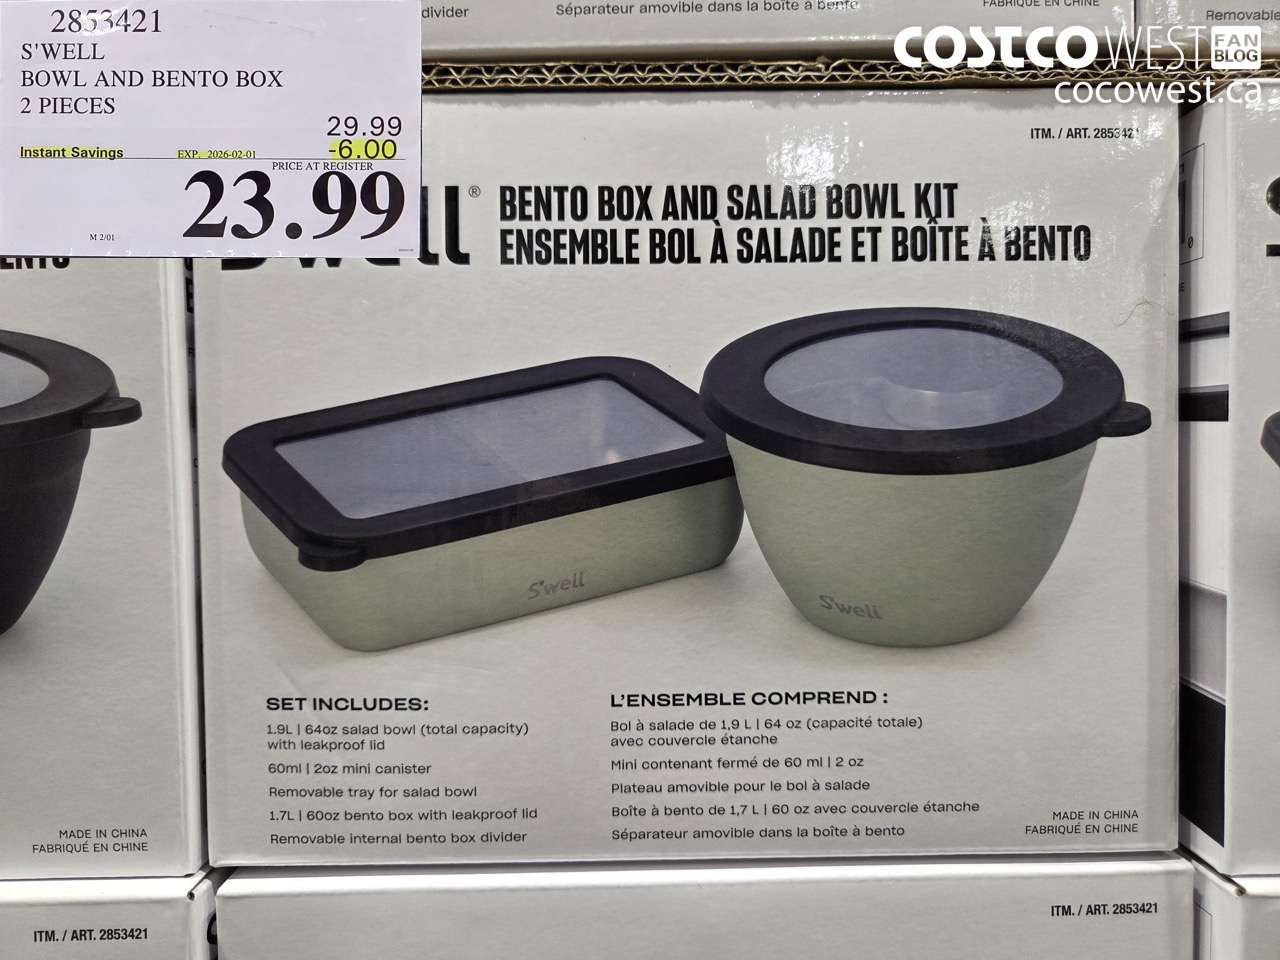 2853421
S'WELL
BOWL AND BENTO BOX
2 PIECES
29.99
Instant Savings EXP. 2026-02-01 -6.00
PRICE AT REGISTER
23.99
M 2/01
divider
Séparateur amovible dans la boîte à bento
FABRIQUÉ EN CHINE
Removable
COSTCO WEST FAN BLOG
cocowest.ca
ITM. / ART. 2853421
S'well® BENTO BOX AND SALAD BOWL KIT
ENSEMBLE BOL À SALADE ET BOÎTE À BENTO
S'well
S'well
SET INCLUDES:
1.9L | 64oz salad bowl (total capacity)
with leakproof lid
60ml | 2oz mini canister
Removable tray for salad bowl
1.7L | 60oz bento box with leakproof lid
Removable internal bento box divider
L'ENSEMBLE COMPREND :
Bol à salade de 1,9 L | 64 oz (capacité totale)
avec couvercle étanche
Mini contenant fermé de 60 ml | 2 oz
Plateau amovible pour le bol à salade
Boîte à bento de 1,7 L | 60 oz avec couvercle étanche
Séparateur amovible dans la boîte à bento
MADE IN CHINA
FABRIQUÉ EN CHINE
MADE IN CHINA
FABRIQUÉ EN CHINE
ITM. / ART. 2853421
ITM. / ART. 2853421